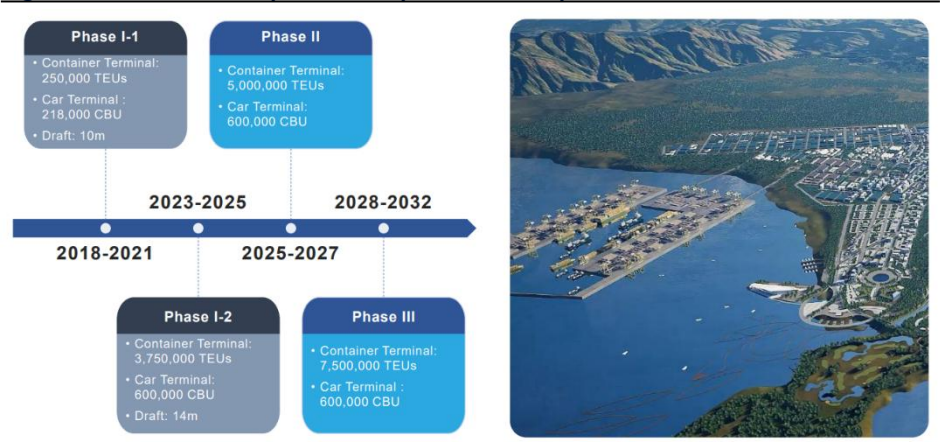 Phase I-1
• Container Terminal:
250,000 TEUs
• Car Terminal :
218,000 CBU
• Draft: 10m
Phase II
• Container Terminal:
5,000,000 TEUs
• Car Terminal:
600,000 CBU
2023-2025
2028-2032
2018-2021
2025-2027
Phase I-2
• Container Terminal:
3,750,000 TEUs
• Car Terminal:
600,000 CBU
• Draft: 14m
Phase III
• Container Terminal:
7,500,000 TEUs
• Car Terminal :
600,000 CBU